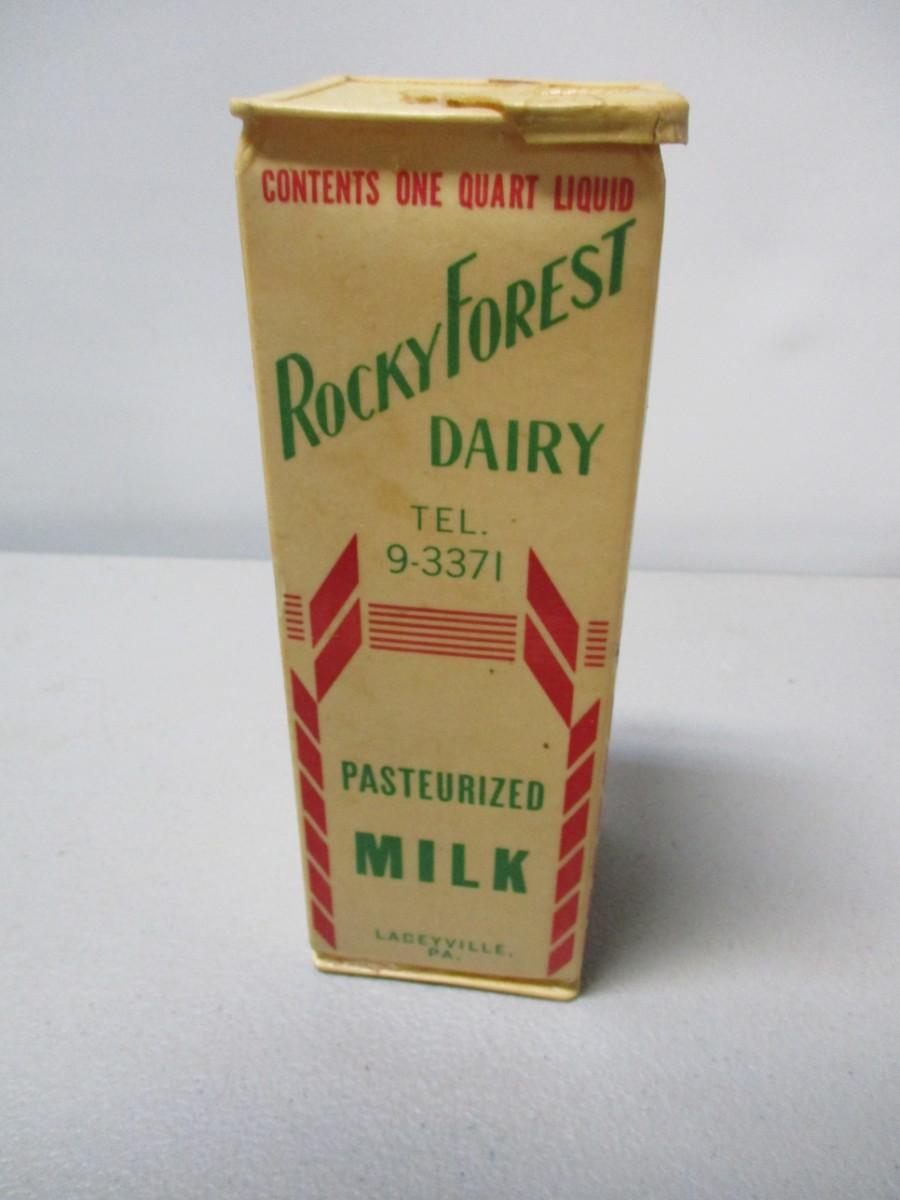 CONTENTS ONE QUART LIQUID
ROCKY FOREST
DAIRY
TEL.
9-3371
PASTEURIZED
MILK
LACEYVILLE,
PA.